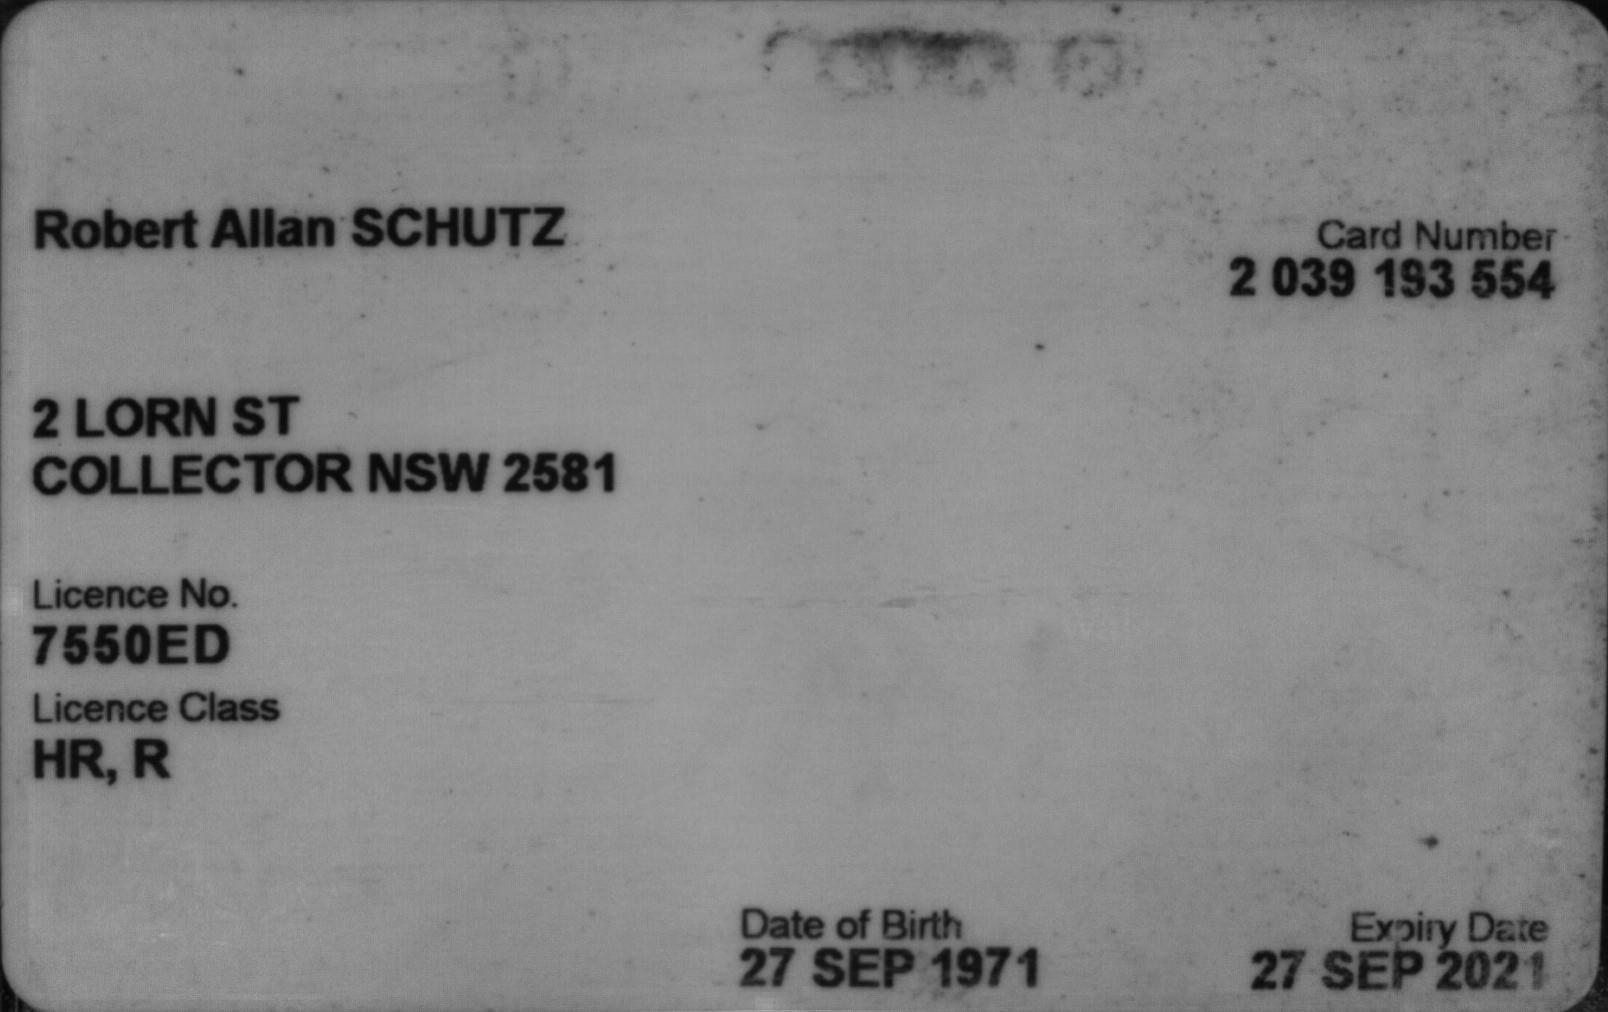 Robert Allan SCHUTZ
Card Number
2 039 193 554
2 LORN ST
COLLECTOR NSW 2581
Licence No.
7550ED
Licence Class
HR, R
Date of Birth
27 SEP 1971
Expiry Date
27 SEP 2021